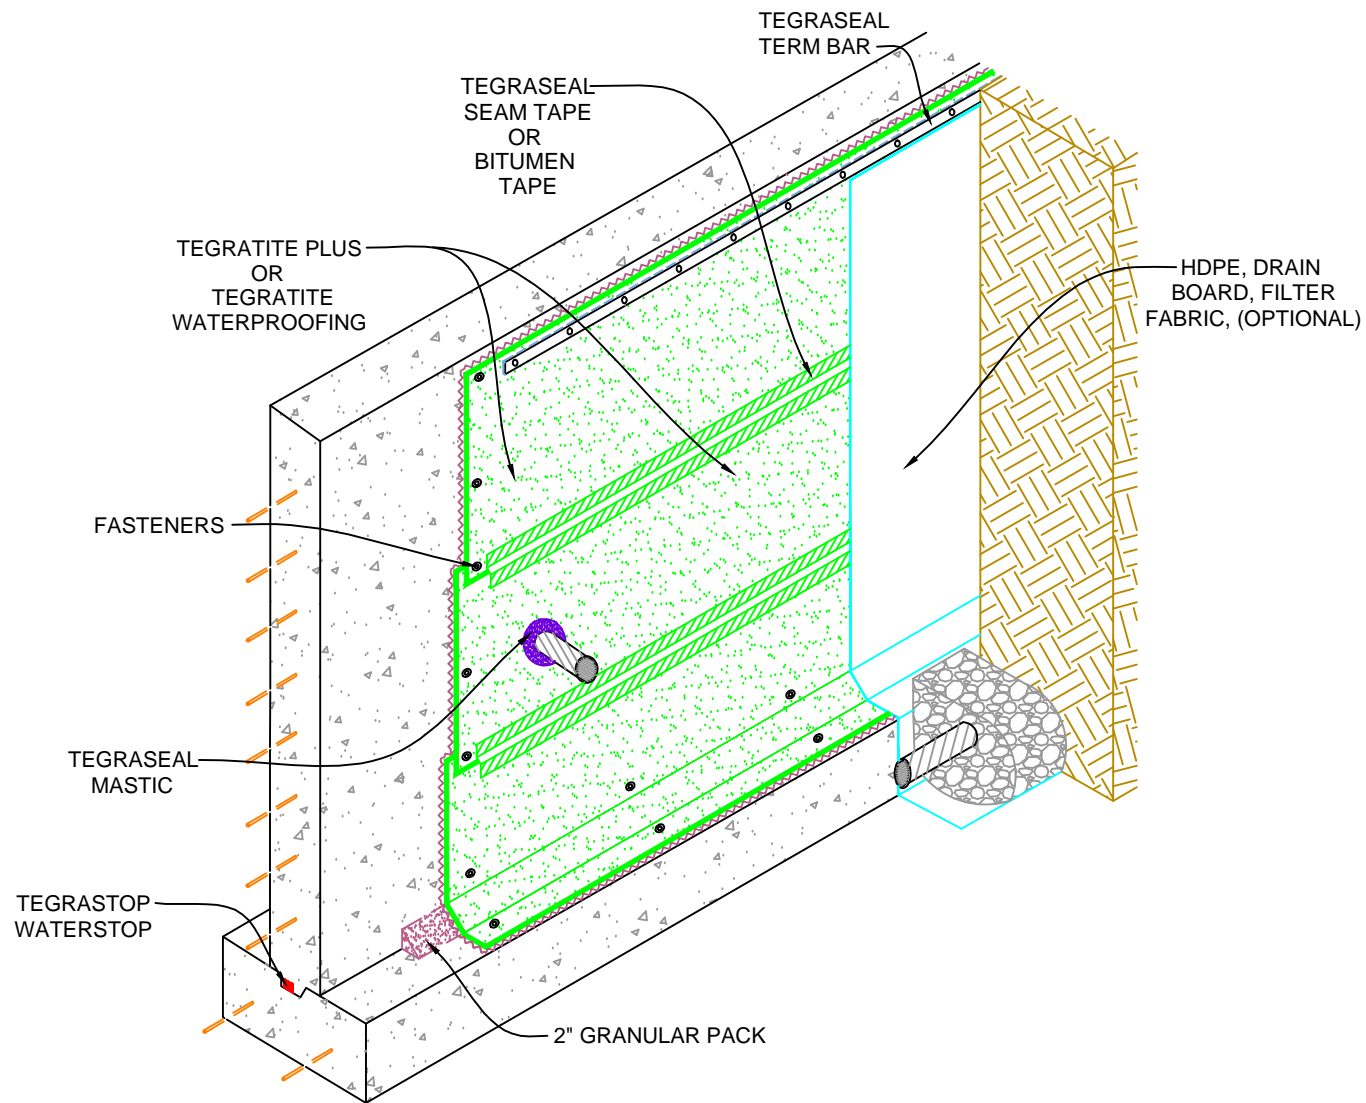 TEGRASEAL
TERM BAR
TEGRASEAL
SEAM TAPE
OR
BITUMEN
TAPE
TEGRATITE PLUS
OR
TEGRATITE
WATERPROOFING
HDPE, DRAIN
BOARD, FILTER
FABRIC, (OPTIONAL)
FASTENERS
TEGRASEAL
MASTIC
TEGRASTOP
WATERSTOP
2" GRANULAR PACK